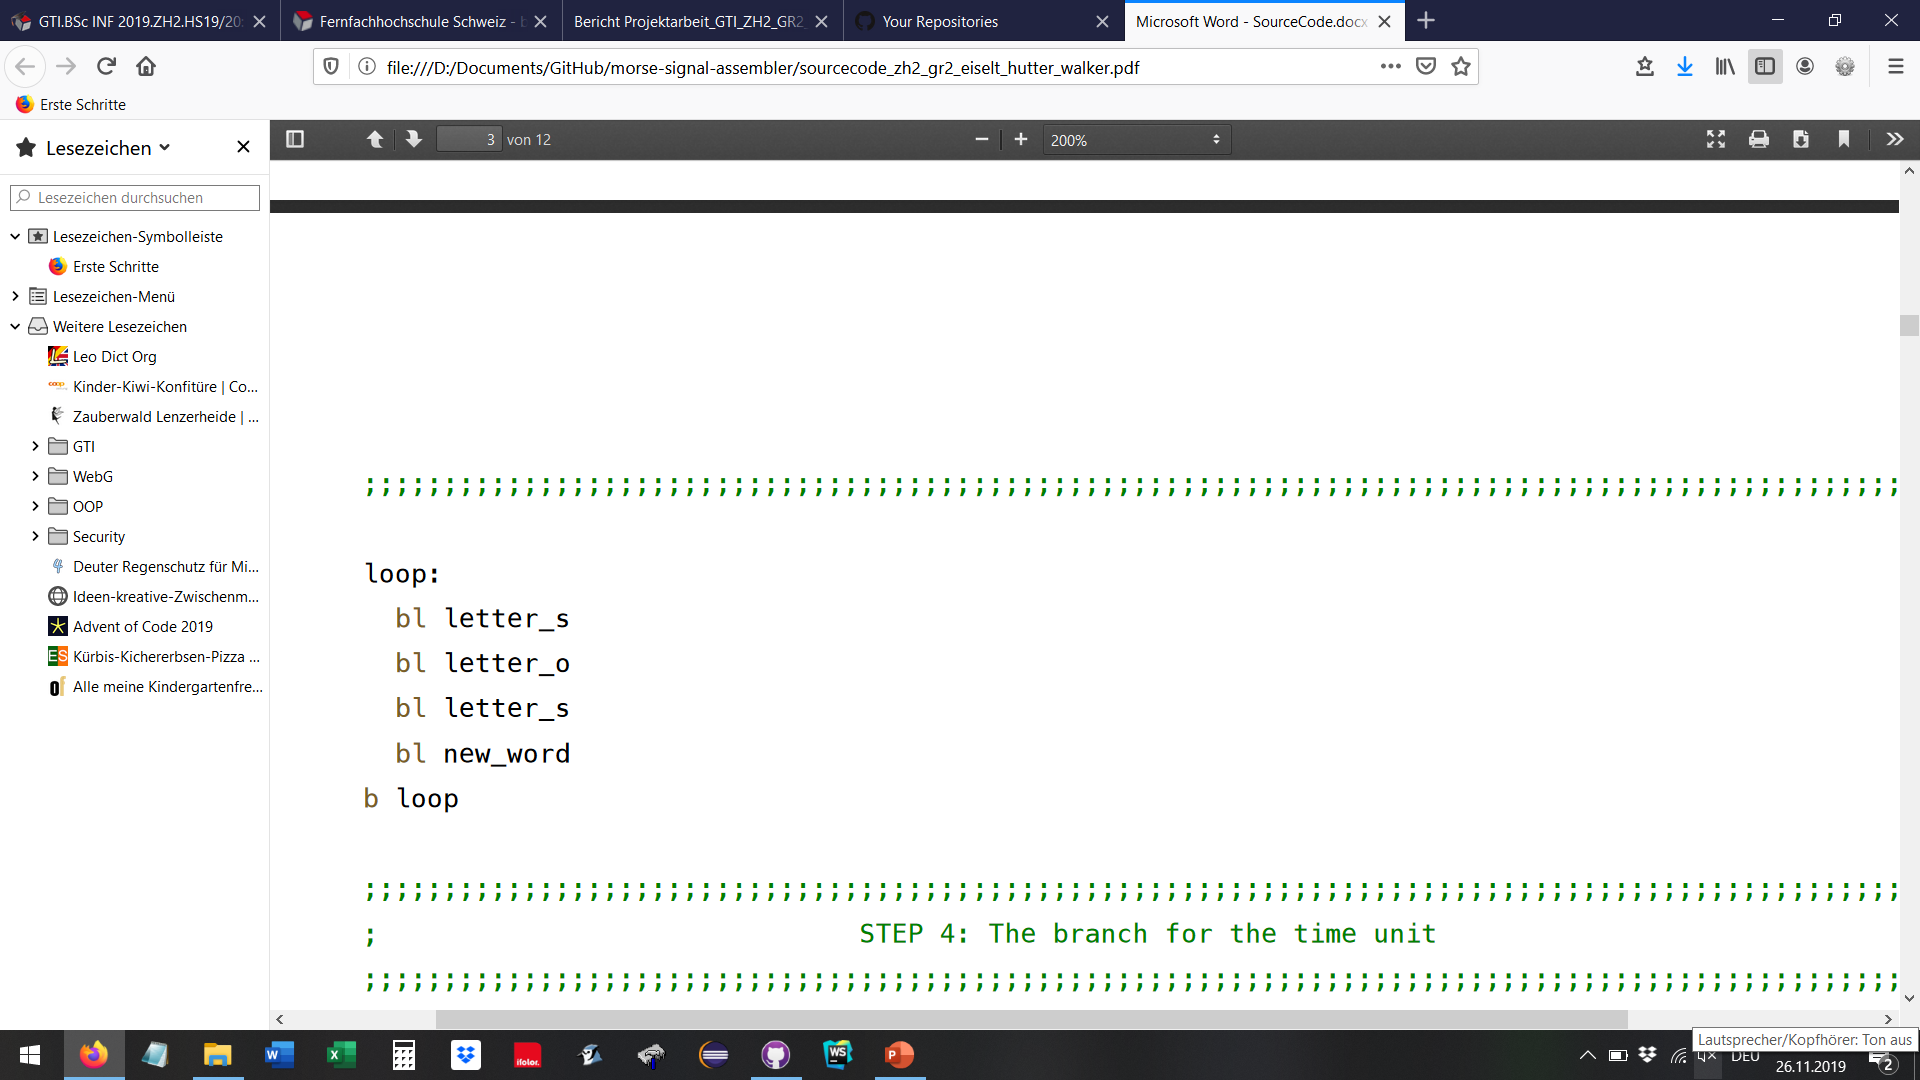 GTI.BSc INF 2019.ZH2.HS19/20:
Fernfachhochschule Schweiz - b
Bericht Projektarbeit_GTI_ZH2_GR2_
Your Repositories
Microsoft Word - SourceCode.docx
file:///D:/Documents/GitHub/morse-signal-assembler/sourcecode_zh2_gr2_eiselt_hutter_walker.pdf
Erste Schritte
Lesezeichen
3 von 12
200%
Lesezeichen durchsuchen
Lesezeichen-Symbolleiste
Erste Schritte
Lesezeichen-Menü
Weitere Lesezeichen
Leo Dict Org
Kinder-Kiwi-Konfitüre | Co...
Zauberwald Lenzerheide | ...
GTI
WebG
OOP
Security
Deuter Regenschutz für Mi...
Ideen-kreative-Zwischenm...
Advent of Code 2019
Kürbis-Kichererbsen-Pizza ...
Alle meine Kindergartenfre...
;;;;;;;;;;;;;;;;;;;;;;;;;;;;;;;;;;;;;;;;;;;;;;;;;;;;;;;;;;;;;;;;;;;;;;;;;;;;;;;;;;;;;;;;;;;;;;;;
loop:
bl letter_s
bl letter_o
bl letter_s
bl new_word
b loop
;;;;;;;;;;;;;;;;;;;;;;;;;;;;;;;;;;;;;;;;;;;;;;;;;;;;;;;;;;;;;;;;;;;;;;;;;;;;;;;;;;;;;;;;;;;;;;;;
; STEP 4: The branch for the time unit
;;;;;;;;;;;;;;;;;;;;;;;;;;;;;;;;;;;;;;;;;;;;;;;;;;;;;;;;;;;;;;;;;;;;;;;;;;;;;;;;;;;;;;;;;;;;;;;;
Lautsprecher/Kopfhörer: Ton aus
ifolor.
WS
DEU
26.11.2019
2